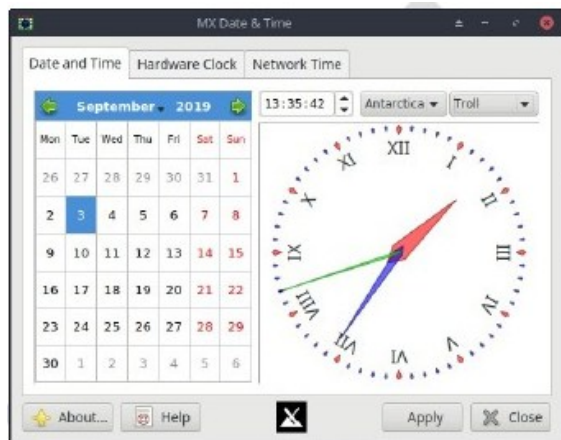 MX Date & Time
Date and Time Hardware Clock Network Time
September 2019
13:35:42 Antarctica Troll
Mon Tue Wed Thu Fri Sat Sun
26 27 28 29 30 31 1
2 3 4 5 6 7 8
9 10 11 12 13 14 15
16 17 18 19 20 21 22
23 24 25 26 27 28 29
30 1 2 3 4 5 6
XII
I
II
III
IV
V
VI
VII
VIII
IX
X
XI
About... Help Apply Close